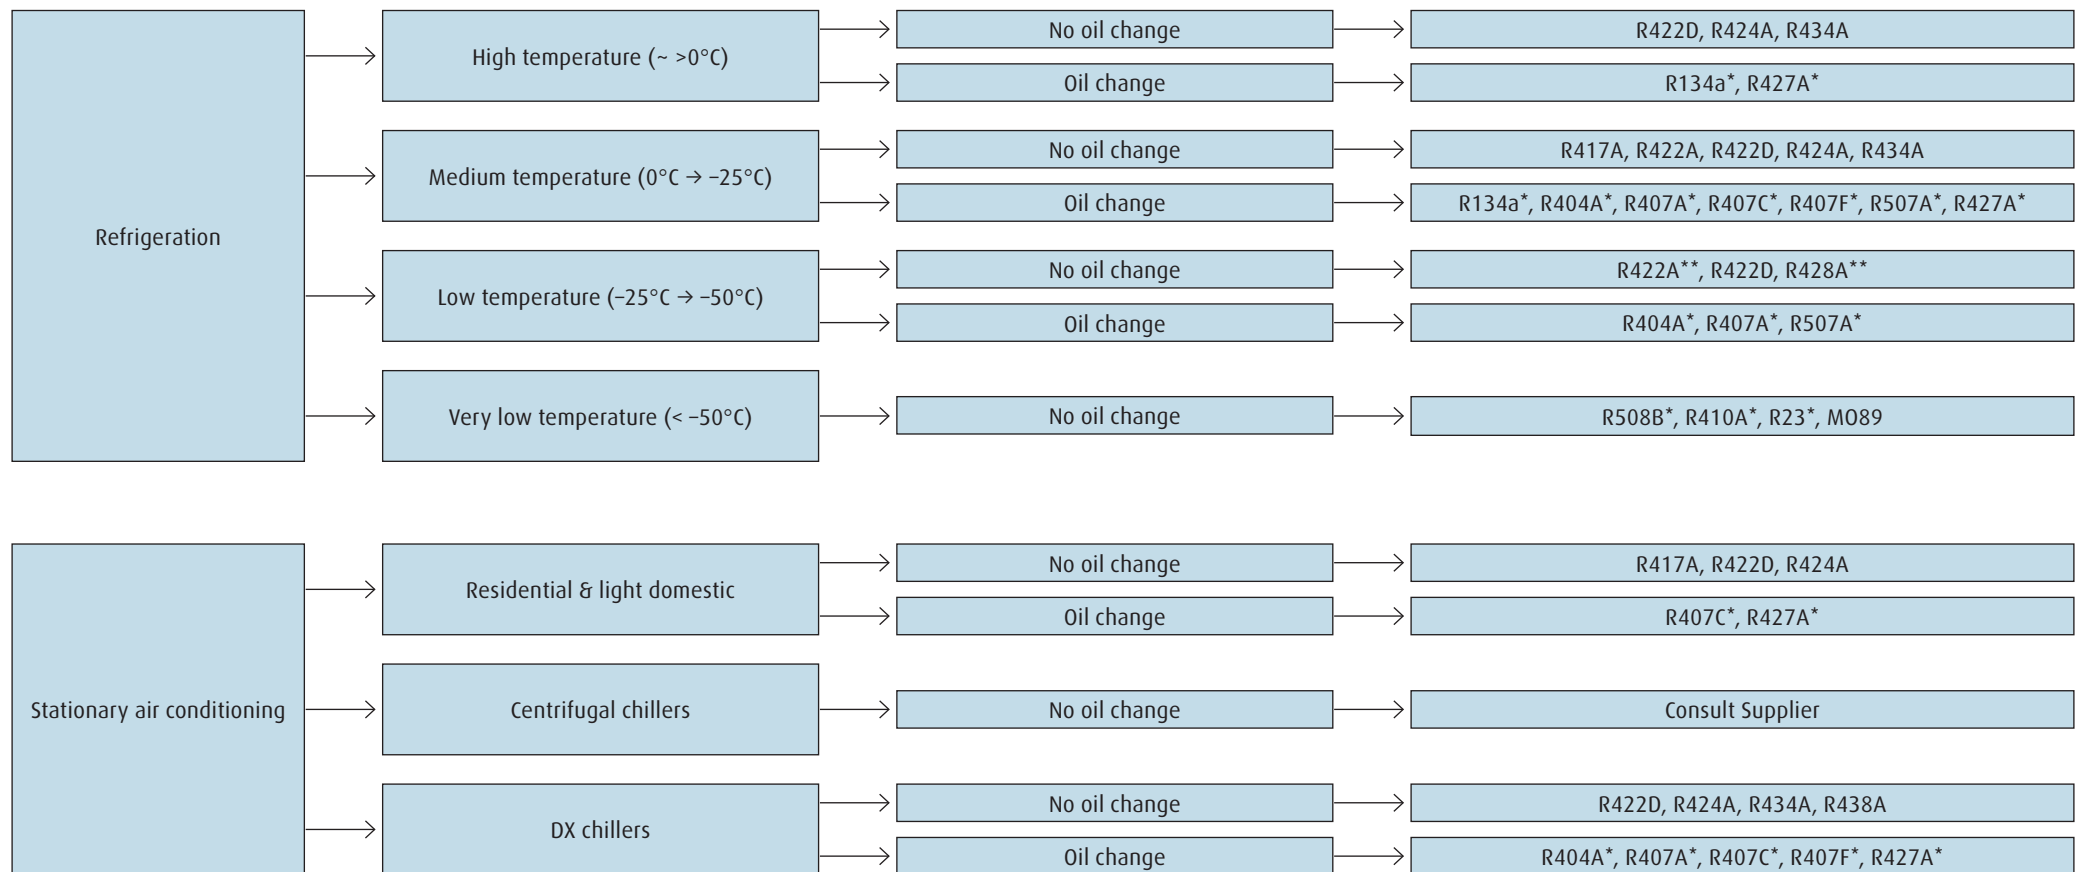 Refrigeration
High temperature (~ >0°C)
No oil change
R422D, R424A, R434A
Oil change
R134a*, R427A*
Medium temperature (0°C → –25°C)
No oil change
R417A, R422A, R422D, R424A, R434A
Oil change
R134a*, R404A*, R407A*, R407C*, R407F*, R507A*, R427A*
Low temperature (–25°C → –50°C)
No oil change
R422A**, R422D, R428A**
Oil change
R404A*, R407A*, R507A*
Very low temperature (< –50°C)
No oil change
R508B*, R410A*, R23*, MO89
Stationary air conditioning
Residential & light domestic
No oil change
R417A, R422D, R424A
Oil change
R407C*, R427A*
Centrifugal chillers
No oil change
Consult Supplier
DX chillers
No oil change
R422D, R424A, R434A, R438A
Oil change
R404A*, R407A*, R407C*, R407F*, R427A*